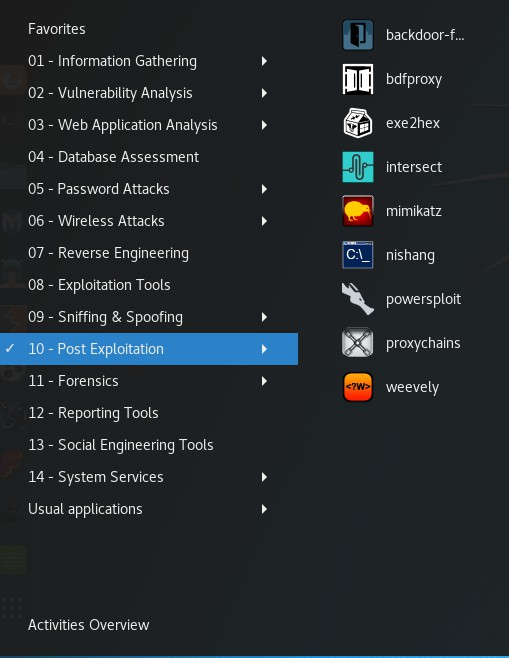 Favorites
01 - Information Gathering
02 - Vulnerability Analysis
03 - Web Application Analysis
04 - Database Assessment
05 - Password Attacks
06 - Wireless Attacks
07 - Reverse Engineering
08 - Exploitation Tools
09 - Sniffing & Spoofing
✓ 10 - Post Exploitation
11 - Forensics
12 - Reporting Tools
13 - Social Engineering Tools
14 - System Services
Usual applications
Activities Overview
backdoor-f...
bdfproxy
exe2hex
intersect
mimikatz
C:\_ nishang
powersploit
proxychains
<?W> weevely